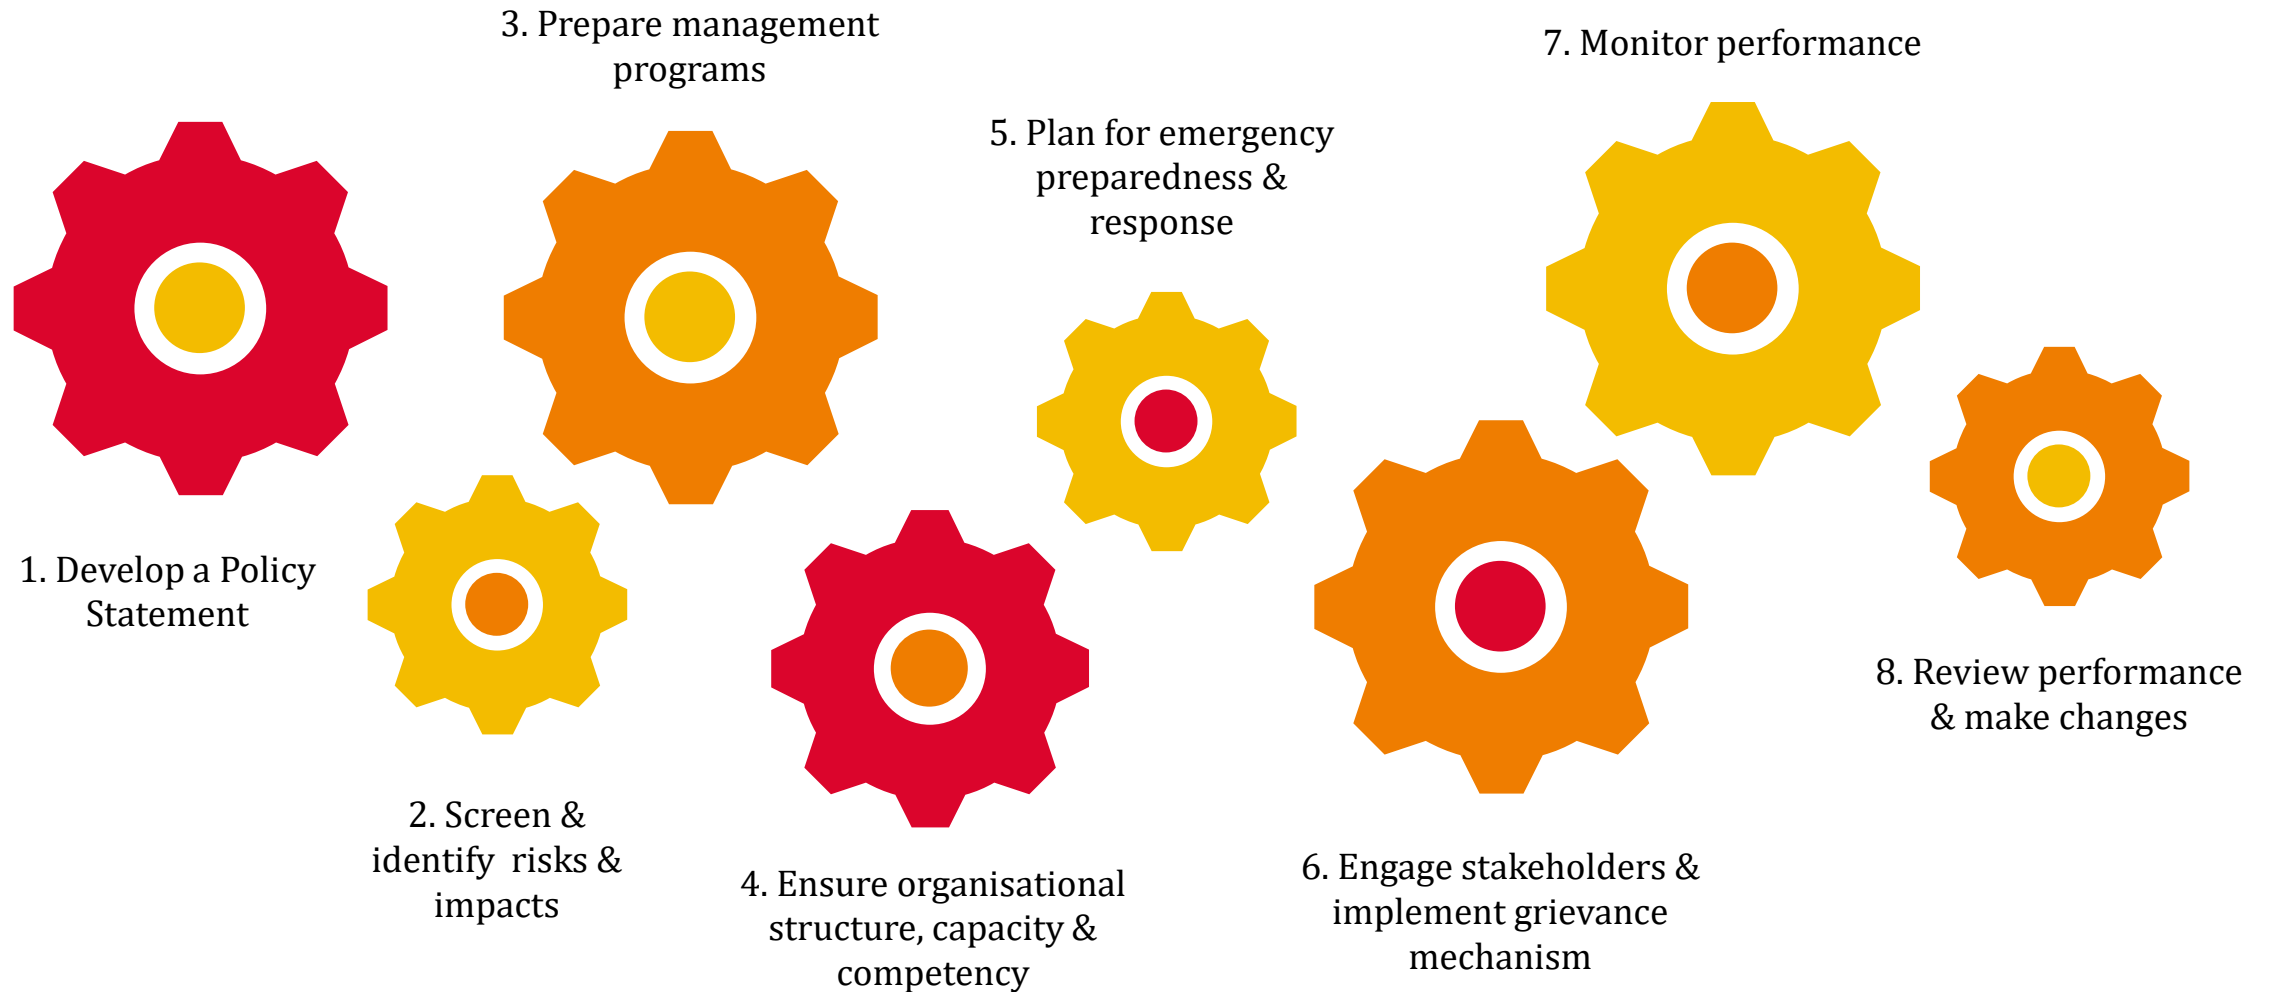 1. Develop a Policy
Statement
2. Screen &
identify  risks &
impacts
3. Prepare management
programs
4. Ensure organisational
structure, capacity &
competency
5. Plan for emergency
preparedness &
response
6. Engage stakeholders &
implement grievance
mechanism
7. Monitor performance
8. Review performance
& make changes